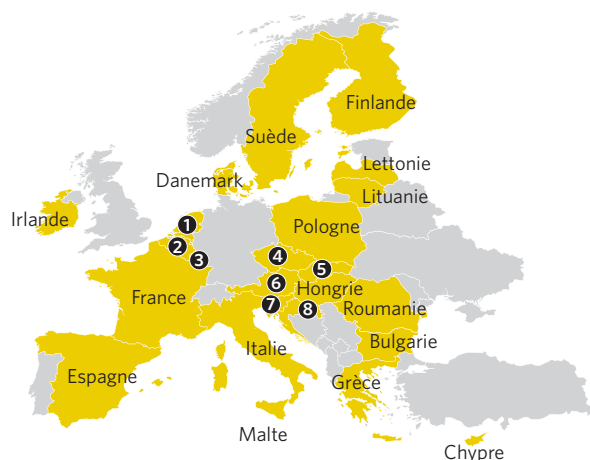 Finlande
Suède
Lettonie
Danemark
Lituanie
Irlande
1
Pologne
2
3
4
5
6
Hongrie
France
7
8
Roumanie
Italie
Bulgarie
Espagne
Grèce
Malte
Chypre